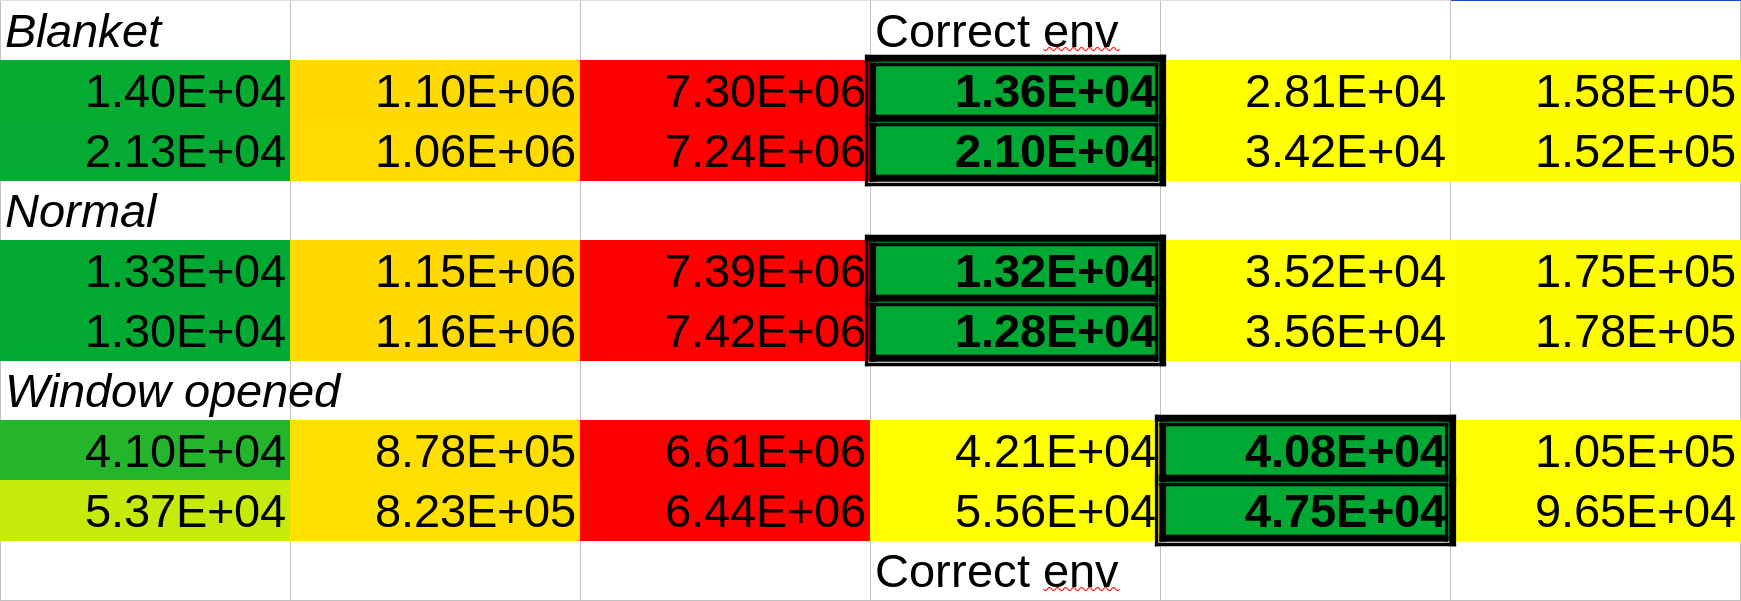 Blanket Correct env
1.40E+04 1.10E+06 7.30E+06 1.36E+04 2.81E+04 1.58E+05
2.13E+04 1.06E+06 7.24E+06 2.10E+04 3.42E+04 1.52E+05
Normal
1.33E+04 1.15E+06 7.39E+06 1.32E+04 3.52E+04 1.75E+05
1.30E+04 1.16E+06 7.42E+06 1.28E+04 3.56E+04 1.78E+05
Window opened
4.10E+04 8.78E+05 6.61E+06 4.21E+04 4.08E+04 1.05E+05
5.37E+04 8.23E+05 6.44E+06 5.56E+04 4.75E+04 9.65E+04
Correct env